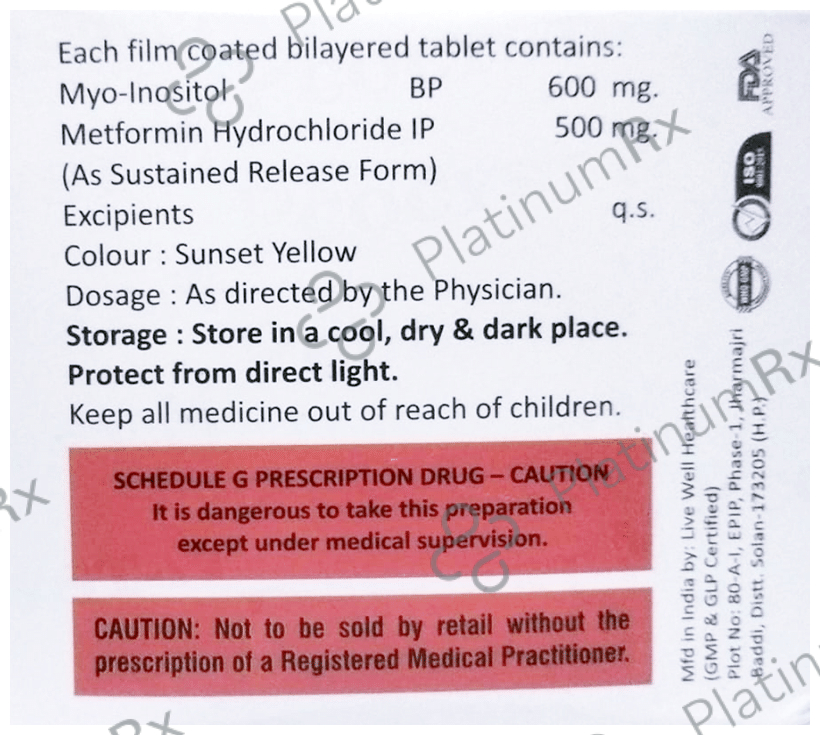 Each film coated bilayered tablet contains:
Myo-Inositol BP 600 mg.
Metformin Hydrochloride IP 500 mg.
(As Sustained Release Form)
Excipients q.s.
Colour : Sunset Yellow
Dosage : As directed by the Physician.
Storage : Store in a cool, dry & dark place.
Protect from direct light.
Keep all medicine out of reach of children.
SCHEDULE G PRESCRIPTION DRUG – CAUTION
It is dangerous to take this preparation
except under medical supervision.
CAUTION: Not to be sold by retail without the
prescription of a Registered Medical Practitioner.
FDA
APPROVED
ISO
Mfd in India by: Live Well Healthcare
(GMP & GLP Certified)
Plot No: 80-A-I, EPIP, Phase-1, Jharmajri
Baddi, Distt. Solan-173205 (H.P.)
PlatinumRx
PlatinumRx